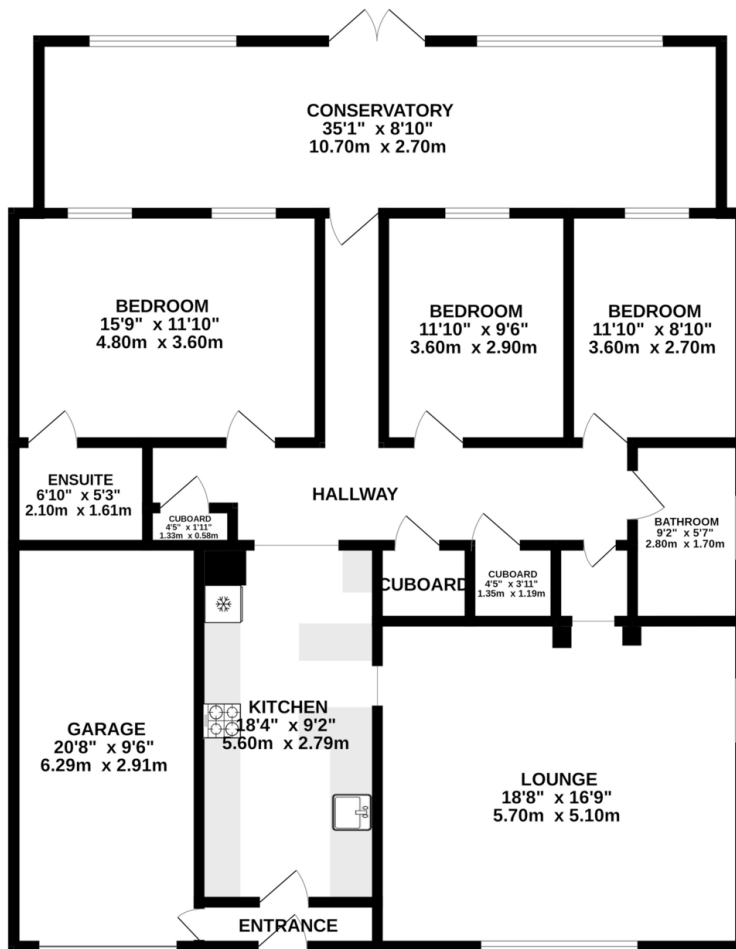 CONSERVATORY
35'1" x 8'10"
10.70m x 2.70m
BEDROOM
15'9" x 11'10"
4.80m x 3.60m
BEDROOM
11'10" x 9'6"
3.60m x 2.90m
BEDROOM
11'10" x 8'10"
3.60m x 2.70m
ENSUITE
6'10" x 5'3"
2.10m x 1.61m
CUBOARD
4'5" x 1'11"
1.33m x 0.58m
HALLWAY
BATHROOM
9'2" x 5'7"
2.80m x 1.70m
CUBOARD
CUBOARD
4'5" x 3'11"
1.35m x 1.19m
GARAGE
20'8" x 9'6"
6.29m x 2.91m
KITCHEN
18'4" x 9'2"
5.60m x 2.79m
LOUNGE
18'8" x 16'9"
5.70m x 5.10m
ENTRANCE